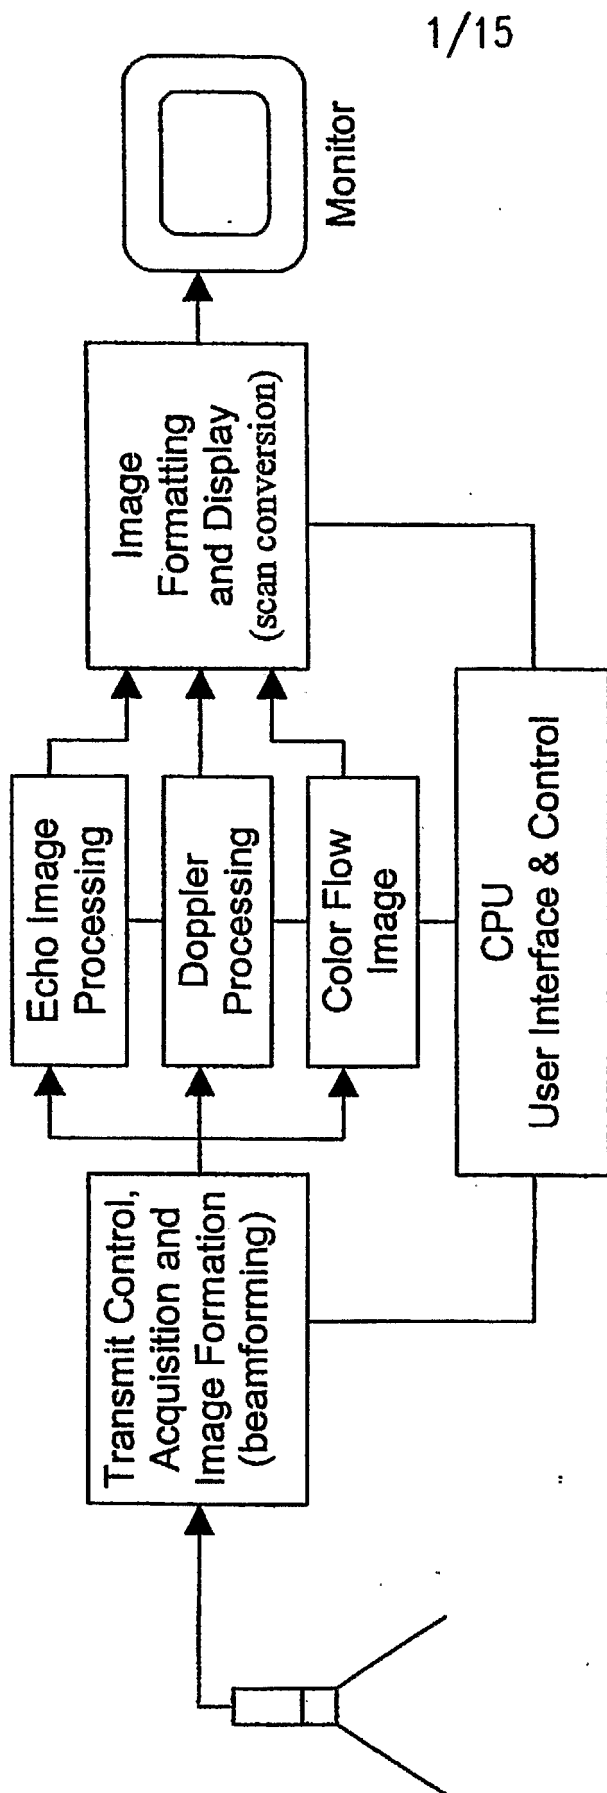 1/15
Transmit Control,
Acquisition and
Image Formation
(beamforming)
Echo Image
Processing
Doppler
Processing
Color Flow
Image
Image
Formatting
and Display
(scan conversion)
Monitor
CPU
User Interface & Control